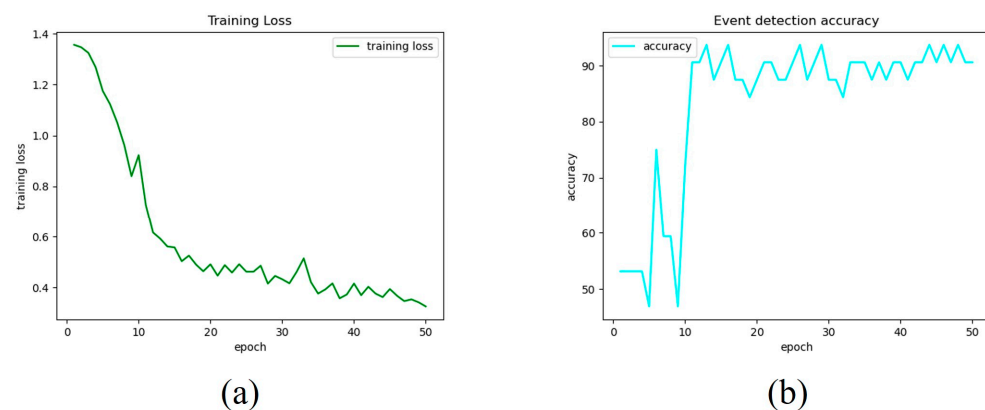 Training Loss
training loss
1.4
1.2
1.0
0.8
0.6
0.4
training loss
0
10
20
30
40
50
epoch
(a)
Event detection accuracy
accuracy
90
80
70
60
50
accuracy
0
10
20
30
40
50
epoch
(b)